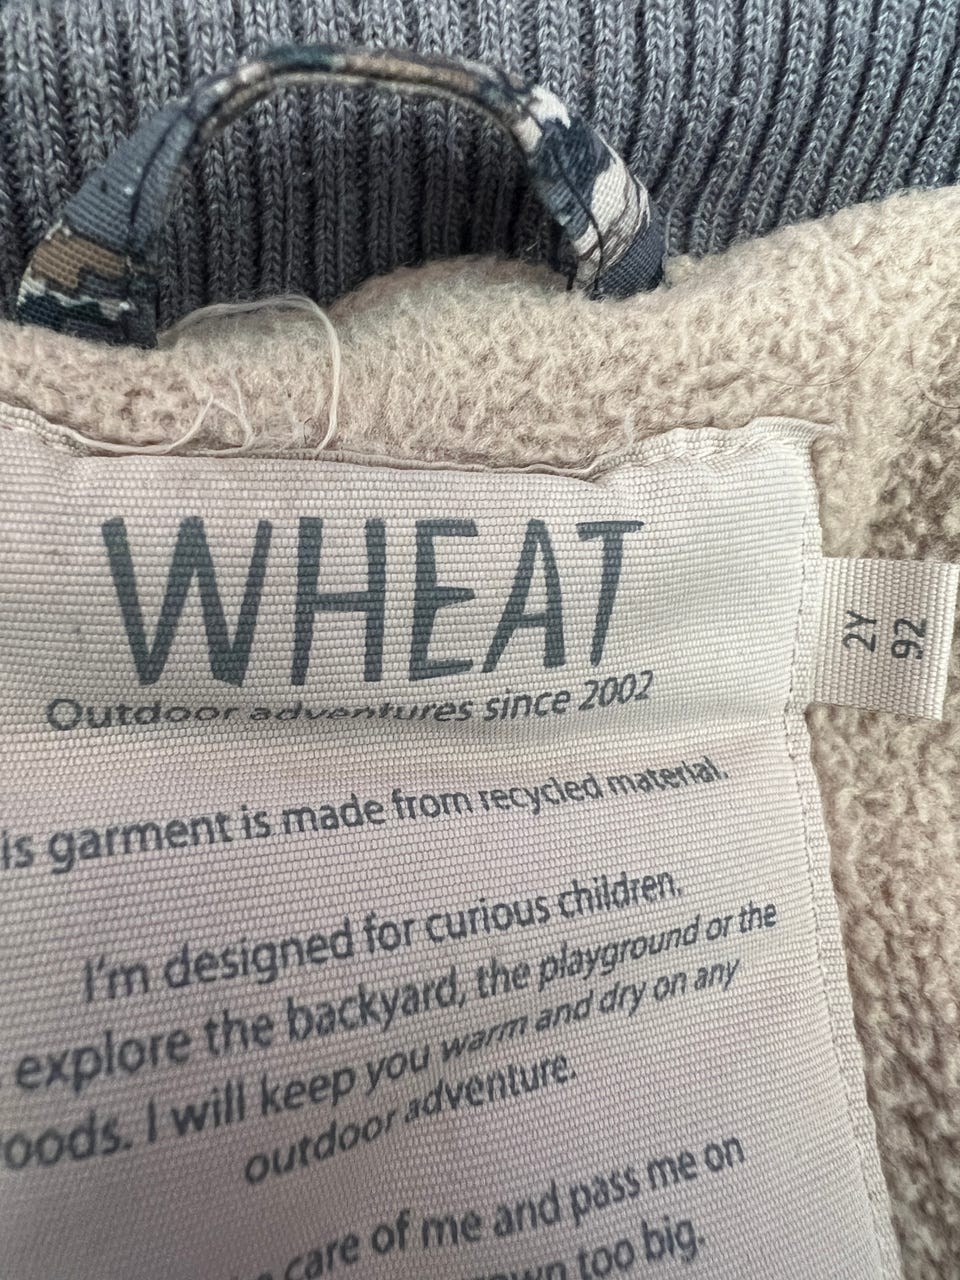 WHEAT
Outdoor adventures since 2002
2Y
92
is garment is made from recycled material.
I'm designed for curious children.
explore the backyard, the playground or the
oods. I will keep you warm and dry on any
outdoor adventure.
care of me and pass me on
own too big.